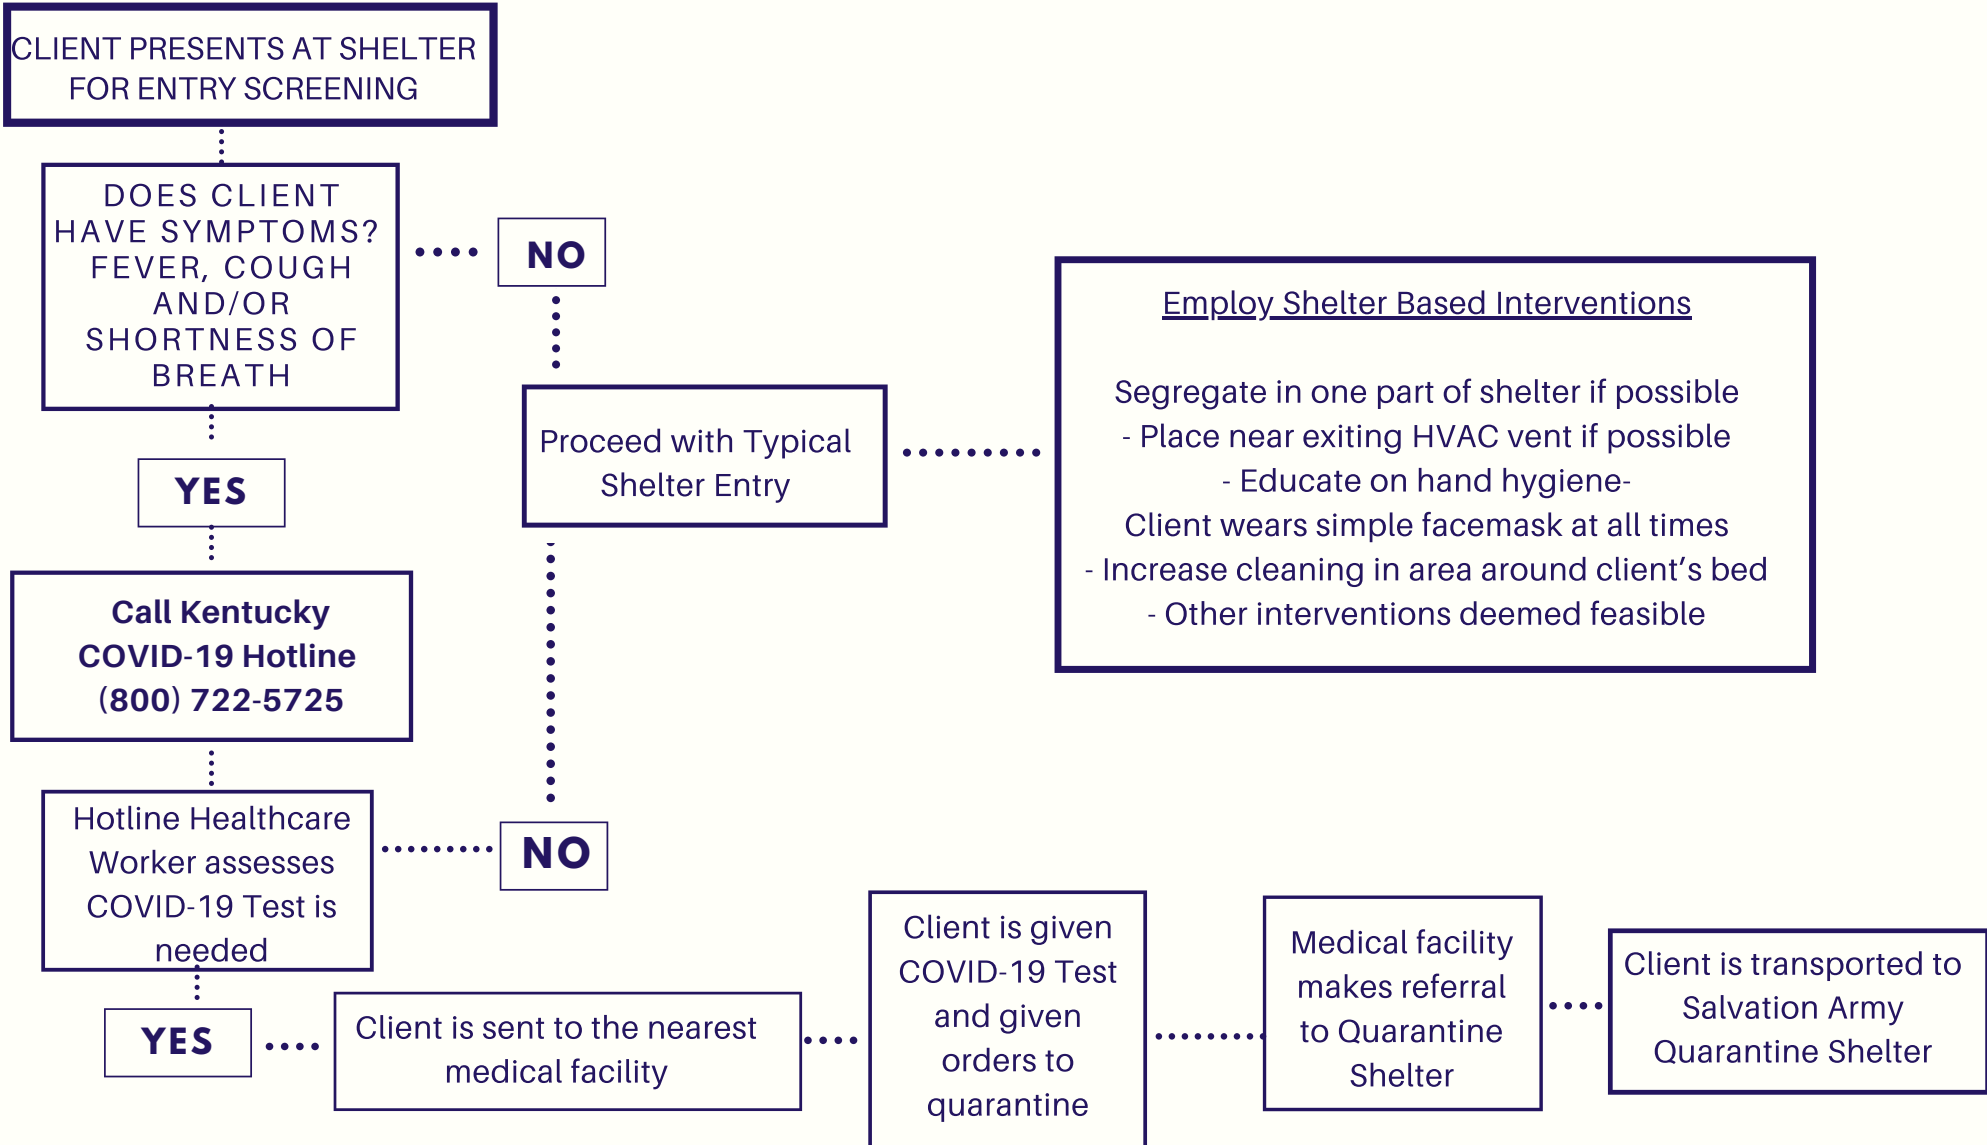 CLIENT PRESENTS AT SHELTER
FOR ENTRY SCREENING
DOES CLIENT
HAVE SYMPTOMS?
FEVER, COUGH
AND/OR
SHORTNESS OF
BREATH
NO
YES
Call Kentucky
COVID-19 Hotline
(800) 722-5725
Proceed with Typical
Shelter Entry
Employ Shelter Based Interventions
Segregate in one part of shelter if possible
- Place near exiting HVAC vent if possible
- Educate on hand hygiene-
Client wears simple facemask at all times
- Increase cleaning in area around client’s bed
- Other interventions deemed feasible
Hotline Healthcare
Worker assesses
COVID-19 Test is
needed
NO
YES
Client is sent to the nearest
medical facility
Client is given
COVID-19 Test
and given
orders to
quarantine
Medical facility
makes referral
to Quarantine
Shelter
Client is transported to
Salvation Army
Quarantine Shelter